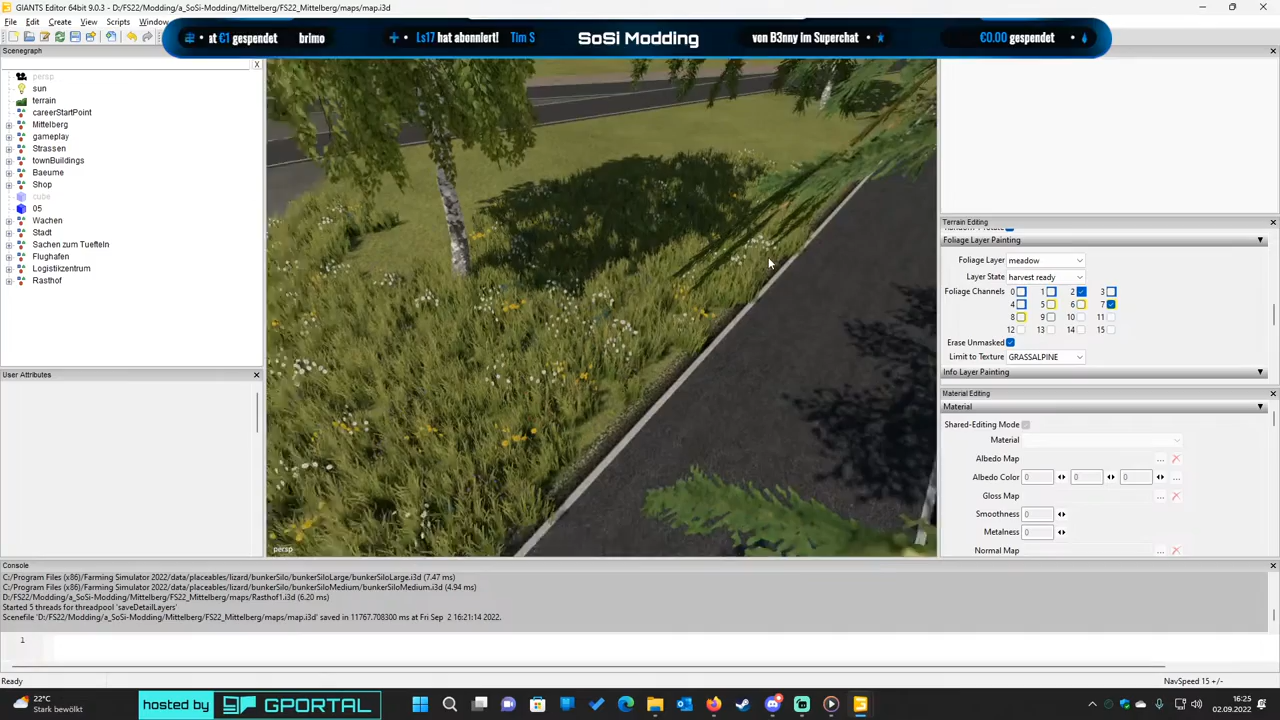 GIANTS Editor 64bit v9.0.3 - D:/FS22/Modding/a_SoSi-Modding/Mittelberg/FS22_Mittelberg/maps/map.i3d
File Edit Create View Scripts Window
at €1 gespendet brimo
Ls17 hat abonniert! Tim S
SoSi Modding
von B3nny im Superchat
€0.00 gespendet
Scenegraph
X
persp
sun
terrain
careerStartPoint
Mittelberg
gameplay
Strassen
townBuildings
Baeume
Shop
cube
05
Wachen
Stadt
Sachen zum Tuefteln
Flughafen
Logistikzentrum
Rasthof
User Attributes
persp
Terrain Editing
Foliage Layer Painting
Foliage Layer meadow
Layer State harvest ready
Foliage Channels 0 1 2 3
4 5 6 7
8 9 10 11
12 13 14 15
Erase Unmasked
Limit to Texture GRASSALPINE
Info Layer Painting
Material Editing
Material
Shared-Editing Mode
Material
Albedo Map ...
Albedo Color 0 0 0 ...
Gloss Map ...
Smoothness 0
Metalness 0
Normal Map ...
Console
C:/Program Files (x86)/Farming Simulator 2022/data/placeables/lizard/bunkerSilo/bunkerSiloLarge/bunkerSiloLarge.i3d (7.47 ms)
C:/Program Files (x86)/Farming Simulator 2022/data/placeables/lizard/bunkerSilo/bunkerSiloMedium/bunkerSiloMedium.i3d (4.94 ms)
D:/FS22/Modding/a_SoSi-Modding/Mittelberg/FS22_Mittelberg/maps/Rasthof1.i3d (6.20 ms)
Started 5 threads for threadpool 'saveDetailLayers'
Scenefile 'D:/FS22/Modding/a_SoSi-Modding/Mittelberg/FS22_Mittelberg/maps/map.i3d' saved in 11767.708300 ms at Fri Sep 2 16:21:14 2022.
1
Ready
NavSpeed 15 +/-
22°C
Stark bewölkt
hosted by GPORTAL
16:25
02.09.2022